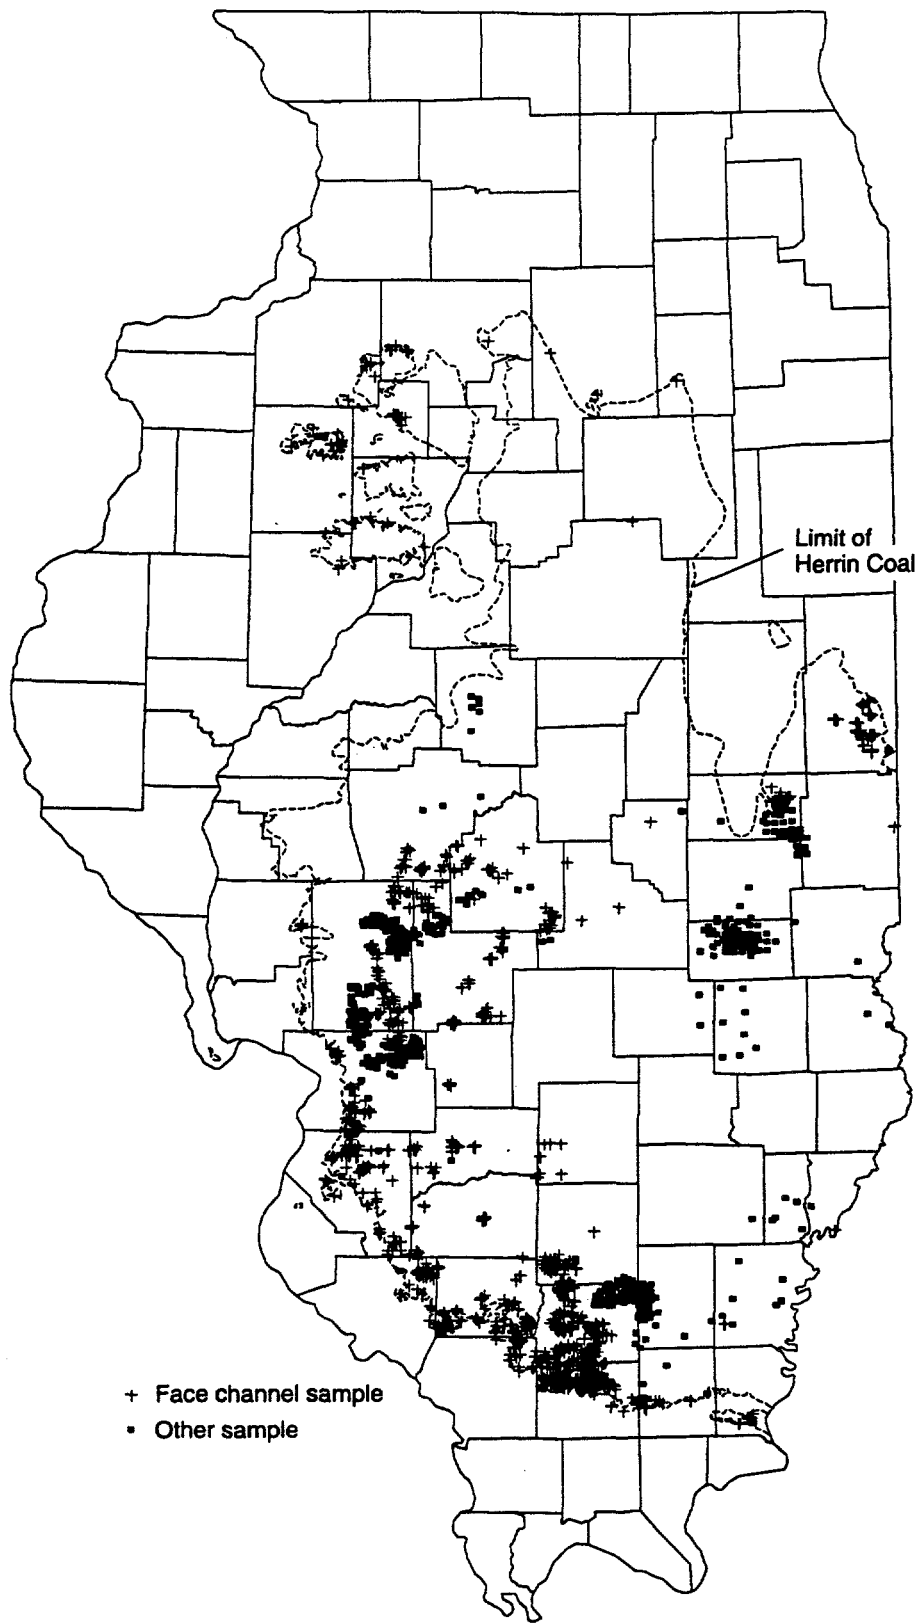 Limit of
Herrin Coal
+ Face channel sample
▪ Other sample